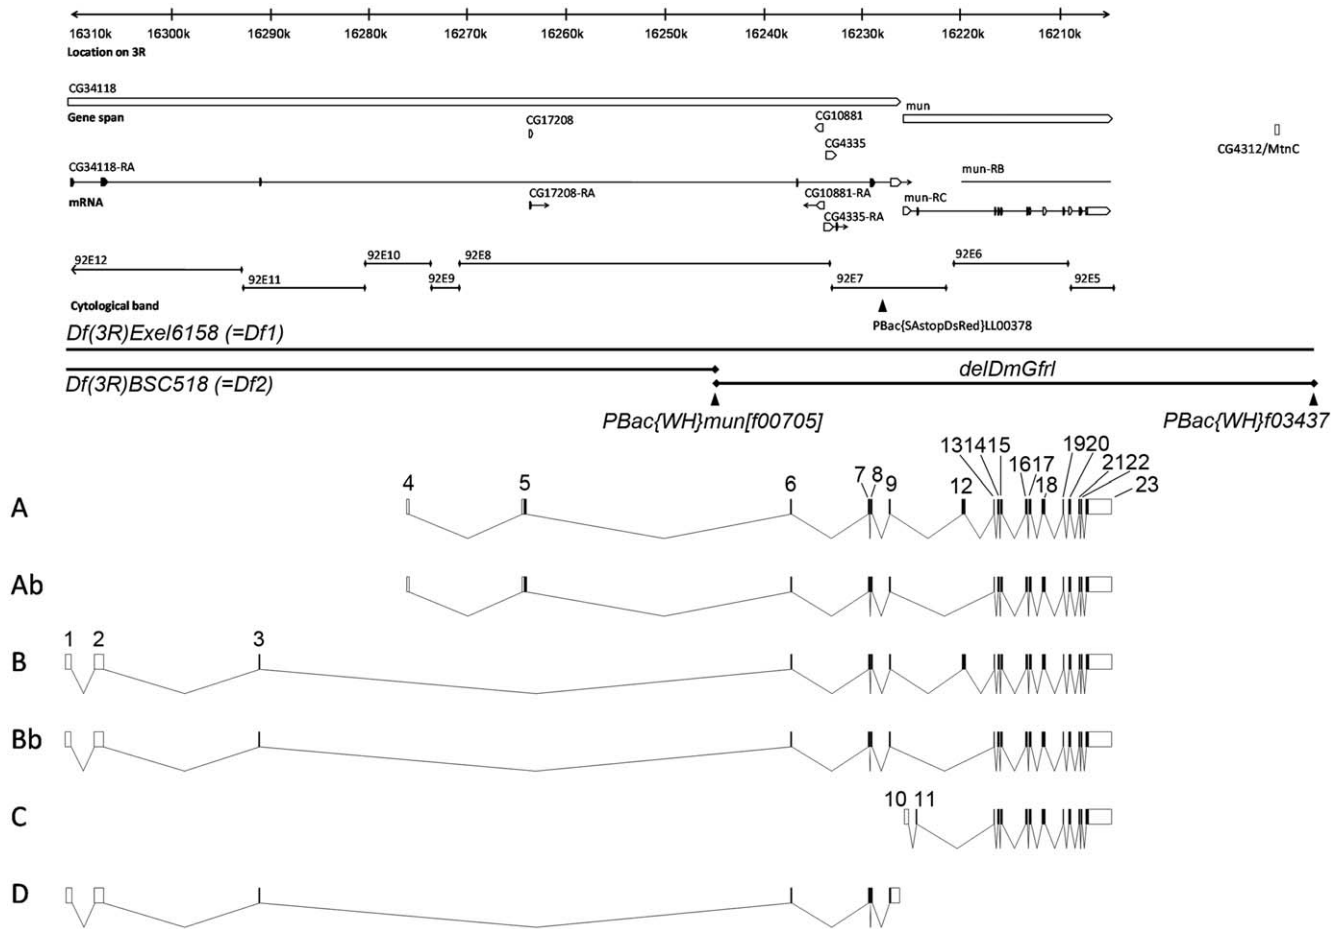 16310k 16300k 16290k 16280k 16270k 16260k 16250k 16240k 16230k 16220k 16210k
Location on 3R
CG34118
Gene span
mun
CG17208
CG10881
CG4335
CG4312/MtnC
CG34118-RA
mRNA
mun-RB
CG17208-RA
CG10881-RA
mun-RC
CG4335-RA
92E12
92E11
92E10
92E9
92E8
92E7
92E6
92E5
Cytological band
PBac{SAstopDsRed}LL00378
Df(3R)Exel6158 (=Df1)
Df(3R)BSC518 (=Df2)
delDmGfrl
PBac{WH}mun[f00705]
PBac{WH}f03437
A
4 5 6 7 8 9 12 131415 1617 18 1920 2122 23
Ab
B
1 2 3
Bb
C
10 11
D